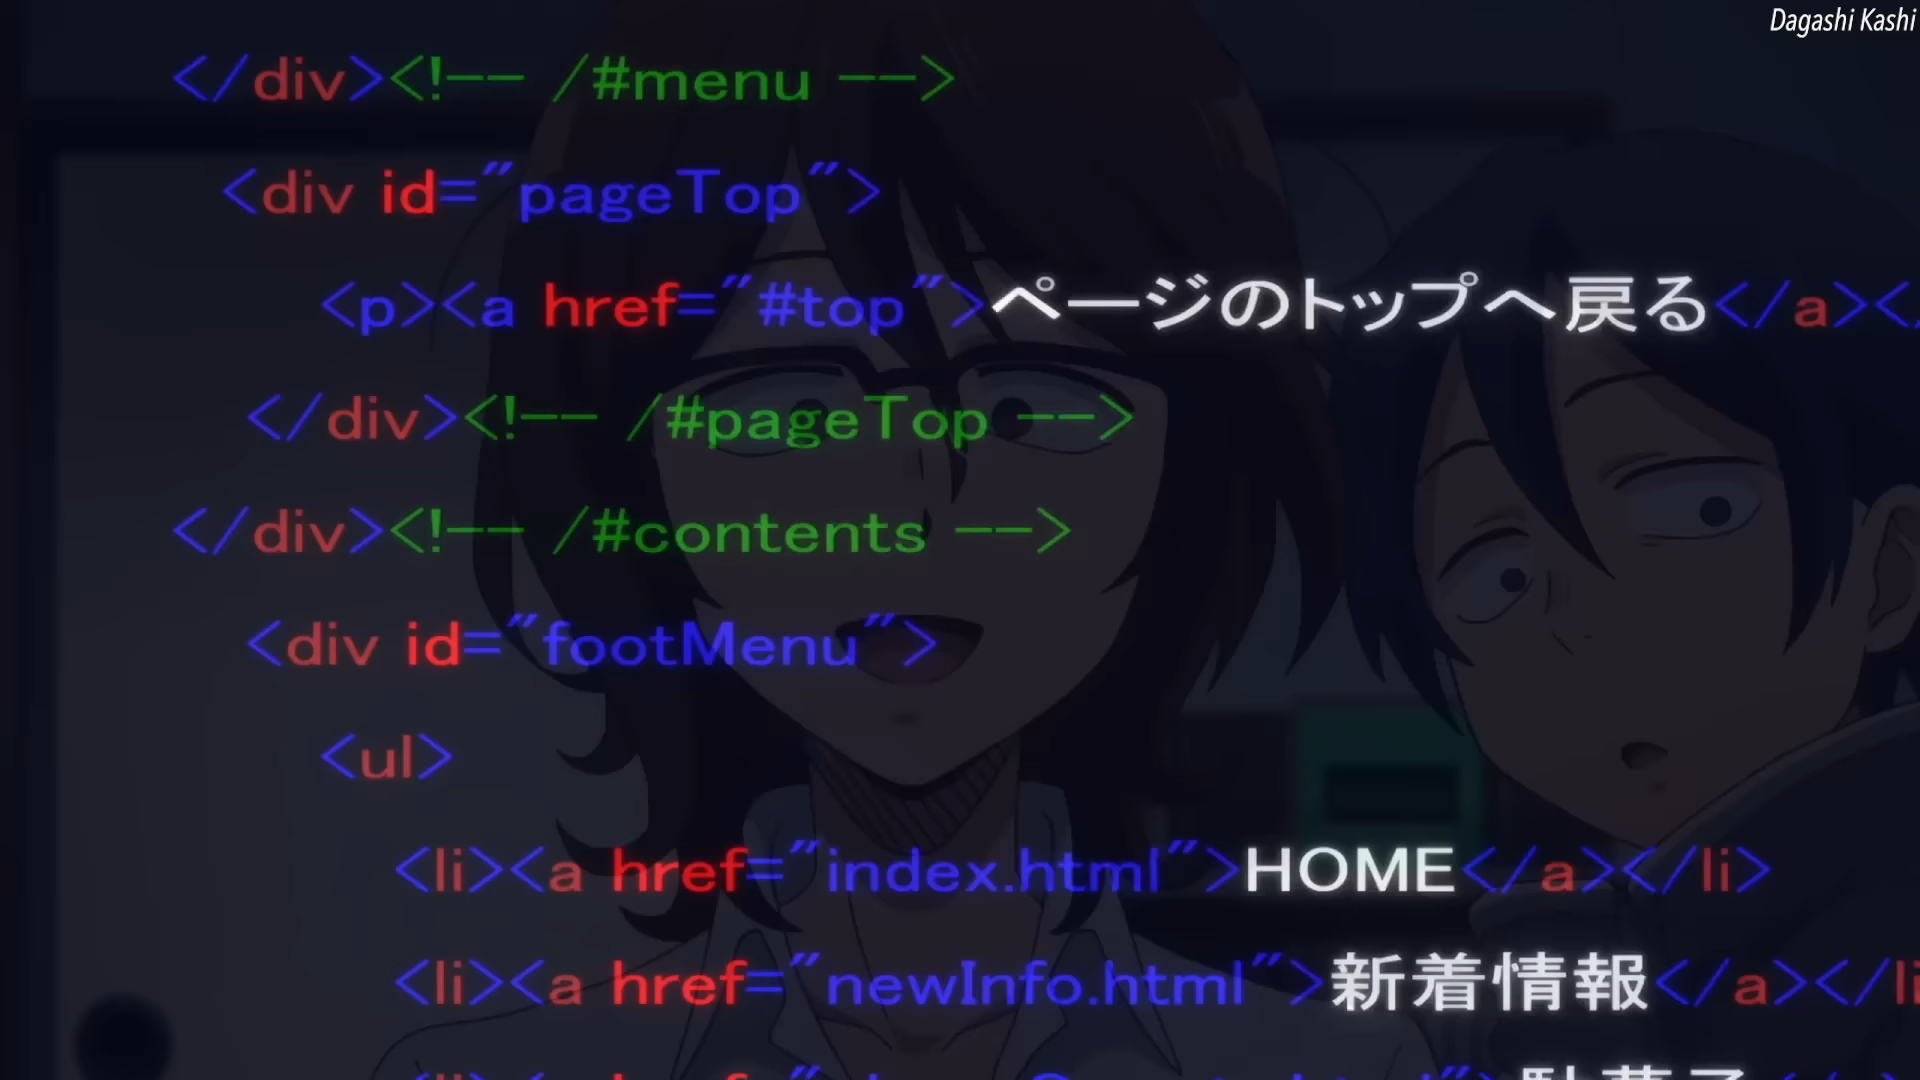 Dagashi Kashi
</div><!-- /#menu -->
<div id="pageTop">
<p><a href="#top">ページのトップへ戻る</a><
</div><!-- /#pageTop -->
</div><!-- /#contents -->
<div id="footMenu">
<ul>
<li><a href="index.html">HOME</a></li>
<li><a href="newInfo.html">新着情報</a></li